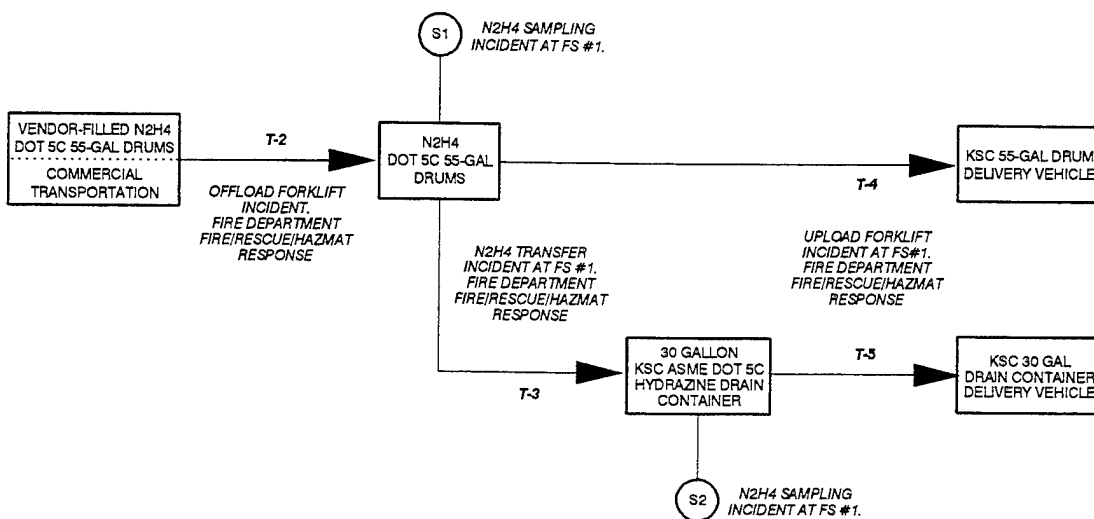 S1
N2H4 SAMPLING
INCIDENT AT FS #1.
VENDOR-FILLED N2H4
DOT 5C 55-GAL DRUMS
COMMERCIAL
TRANSPORTATION
T-2
OFFLOAD FORKLIFT
INCIDENT.
FIRE DEPARTMENT
FIRE/RESCUE/HAZMAT
RESPONSE
N2H4
DOT 5C 55-GAL
DRUMS
T-4
KSC 55-GAL DRUM
DELIVERY VEHICLE
N2H4 TRANSFER
INCIDENT AT FS #1.
FIRE DEPARTMENT
FIRE/RESCUE/HAZMAT
RESPONSE
UPLOAD FORKLIFT
INCIDENT AT FS#1.
FIRE DEPARTMENT
FIRE/RESCUE/HAZMAT
RESPONSE
T-3
30 GALLON
KSC ASME DOT 5C
HYDRAZINE DRAIN
CONTAINER
T-5
KSC 30 GAL
DRAIN CONTAINER
DELIVERY VEHICLE
S2
N2H4 SAMPLING
INCIDENT AT FS #1.